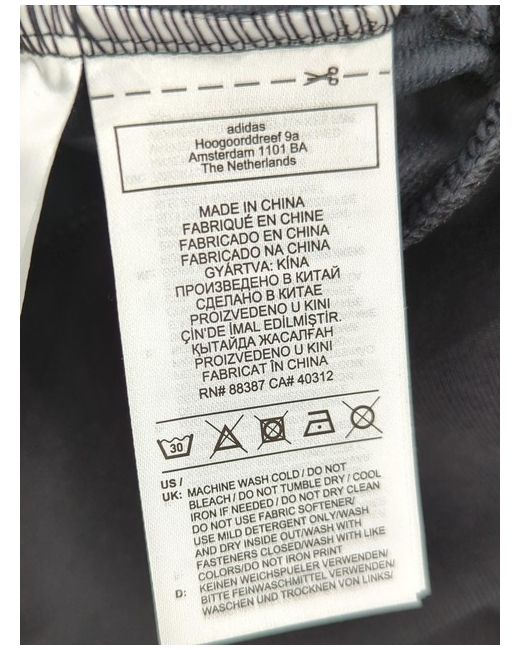 adidas
Hoogoorddreef 9a
Amsterdam 1101 BA
The Netherlands
MADE IN CHINA
FABRIQUÉ EN CHINE
FABRICADO EN CHINA
FABRICADO NA CHINA
GYÁRTVA: KÍNA
ПРОИЗВЕДЕНО В КИТАЙ
СДЕЛАНО В КИТАЕ
PROIZVEDENO U KINI
ÇİN'DE İMAL EDİLMİŞTİR.
ҚЫТАЙДА ЖАСАЛҒАН
PROIZVEDENO U KINI
FABRICAT ÎN CHINA
RN# 88387 CA# 40312
30
US /
UK: MACHINE WASH COLD / DO NOT
BLEACH / DO NOT TUMBLE DRY / COOL
IRON IF NEEDED / DO NOT DRY CLEAN
DO NOT USE FABRIC SOFTENER/
USE MILD DETERGENT ONLY/WASH
AND DRY INSIDE OUT/WASH WITH
FASTENERS CLOSED/WASH WITH LIKE
COLORS/DO NOT IRON PRINT
D: KEINEN WEICHSPUELER VERWENDEN/
BITTE FEINWASCHMITTEL VERWENDEN/
WASCHEN UND TROCKNEN VON LINKS/